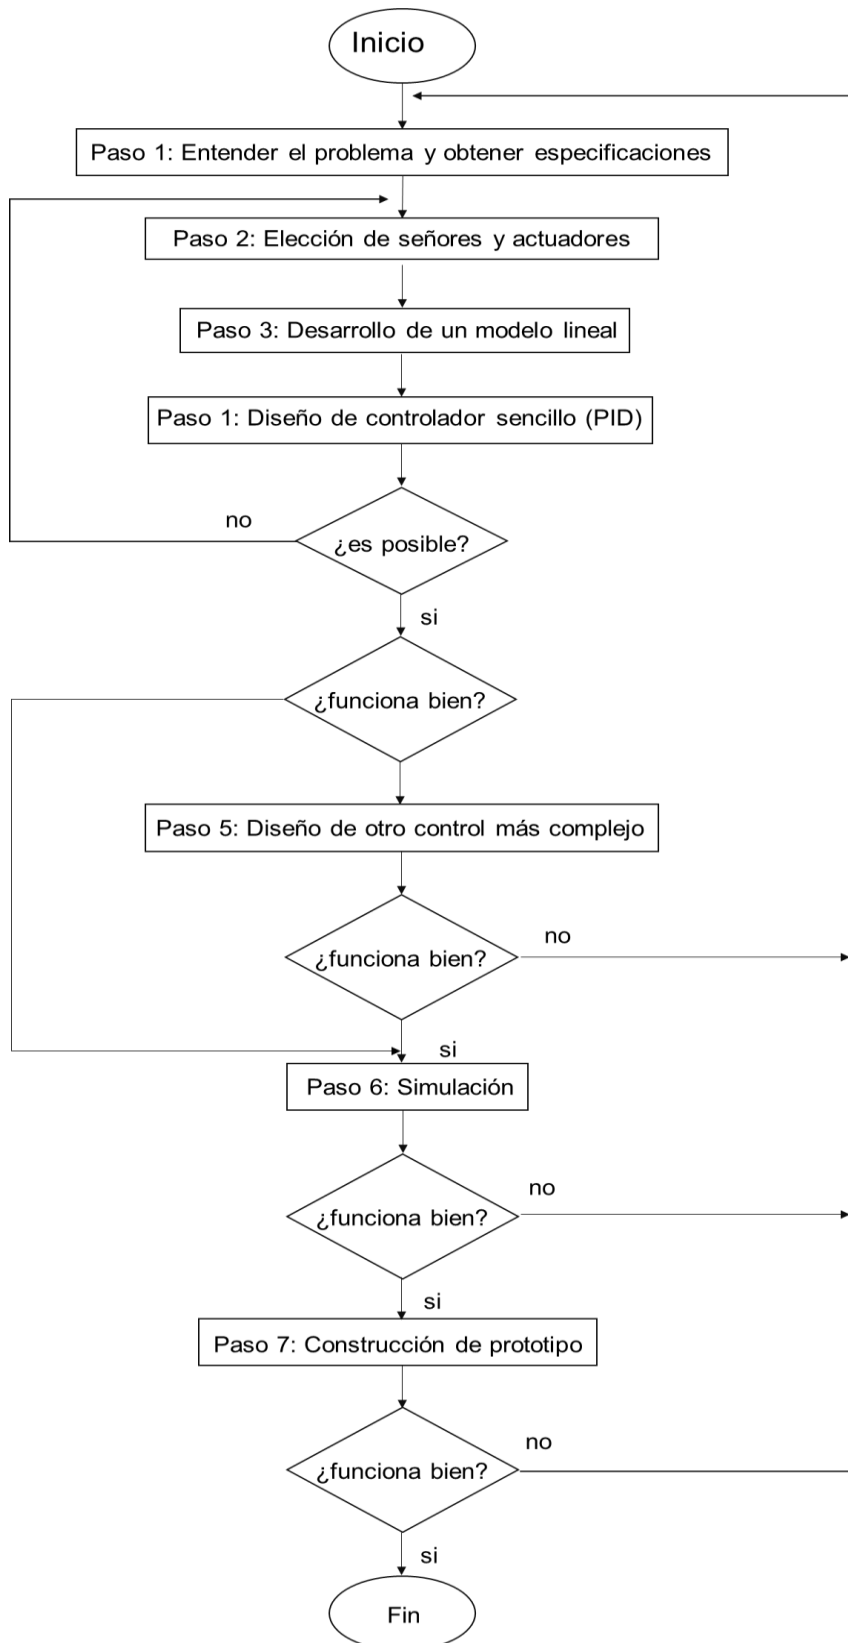 Inicio
Paso 1: Entender el problema y obtener especificaciones
Paso 2: Elección de señores y actuadores
Paso 3: Desarrollo de un modelo lineal
Paso 1: Diseño de controlador sencillo (PID)
no
¿es posible?
si
¿funciona bien?
Paso 5: Diseño de otro control más complejo
no
¿funciona bien?
si
Paso 6: Simulación
no
¿funciona bien?
si
Paso 7: Construcción de prototipo
no
¿funciona bien?
si
Fin